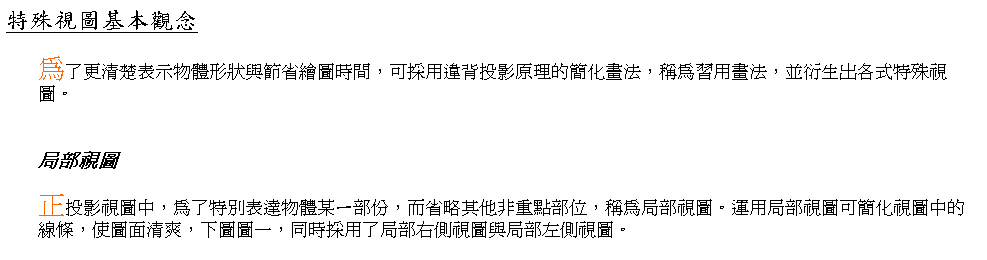 特殊視圖基本觀念
為了更清楚表示物體形狀與節省繪圖時間，可採用違背投影原理的簡化畫法，稱為習用畫法，並衍生出各式特殊視
圖。
局部視圖
正投影視圖中，為了特別表達物體某一部份，而省略其他非重點部位，稱為局部視圖。運用局部視圖可簡化視圖中的
線條，使圖面清爽，下圖圖一，同時採用了局部右側視圖與局部左側視圖。